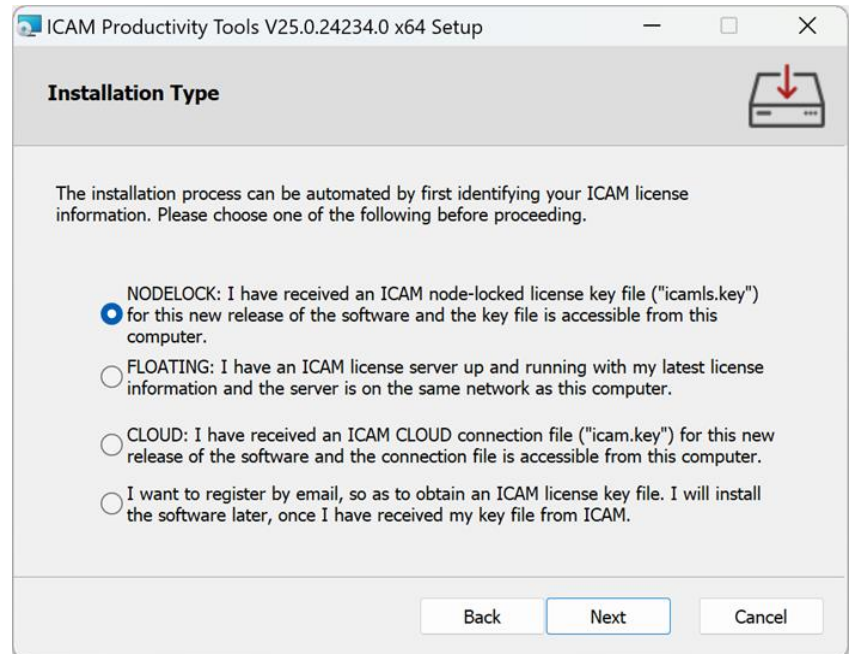 ICAM Productivity Tools V25.0.24234.0 x64 Setup
Installation Type
The installation process can be automated by first identifying your ICAM license
information. Please choose one of the following before proceeding.
NODELOCK: I have received an ICAM node-locked license key file ("icamls.key")
for this new release of the software and the key file is accessible from this
computer.
FLOATING: I have an ICAM license server up and running with my latest license
information and the server is on the same network as this computer.
CLOUD: I have received an ICAM CLOUD connection file ("icam.key") for this new
release of the software and the connection file is accessible from this computer.
I want to register by email, so as to obtain an ICAM license key file. I will install
the software later, once I have received my key file from ICAM.
Back
Next
Cancel